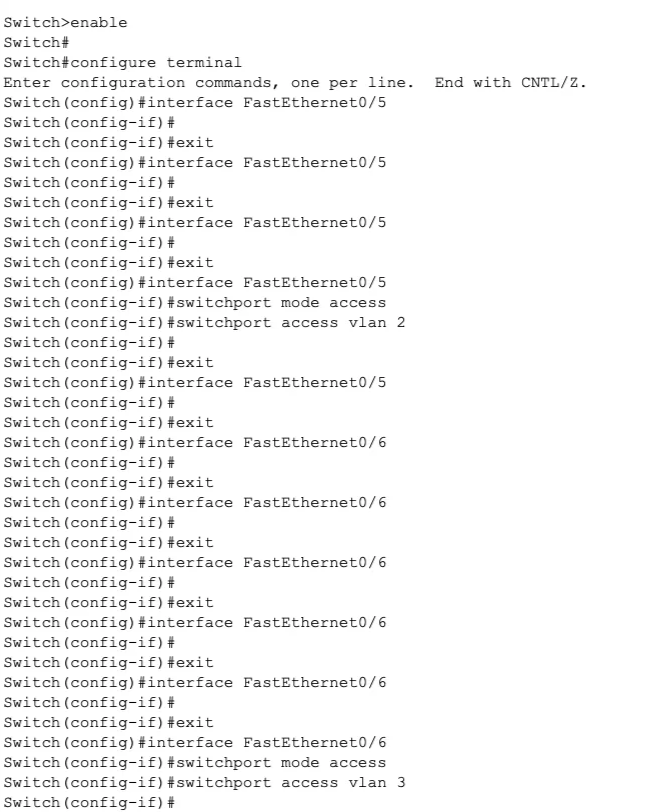 Switch>enable
Switch#
Switch#configure terminal
Enter configuration commands, one per line.  End with CNTL/Z.
Switch(config)#interface FastEthernet0/5
Switch(config-if)#
Switch(config-if)#exit
Switch(config)#interface FastEthernet0/5
Switch(config-if)#
Switch(config-if)#exit
Switch(config)#interface FastEthernet0/5
Switch(config-if)#
Switch(config-if)#exit
Switch(config)#interface FastEthernet0/5
Switch(config-if)#switchport mode access
Switch(config-if)#switchport access vlan 2
Switch(config-if)#
Switch(config-if)#exit
Switch(config)#interface FastEthernet0/5
Switch(config-if)#
Switch(config-if)#exit
Switch(config)#interface FastEthernet0/6
Switch(config-if)#
Switch(config-if)#exit
Switch(config)#interface FastEthernet0/6
Switch(config-if)#
Switch(config-if)#exit
Switch(config)#interface FastEthernet0/6
Switch(config-if)#
Switch(config-if)#exit
Switch(config)#interface FastEthernet0/6
Switch(config-if)#
Switch(config-if)#exit
Switch(config)#interface FastEthernet0/6
Switch(config-if)#
Switch(config-if)#exit
Switch(config)#interface FastEthernet0/6
Switch(config-if)#switchport mode access
Switch(config-if)#switchport access vlan 3
Switch(config-if)#